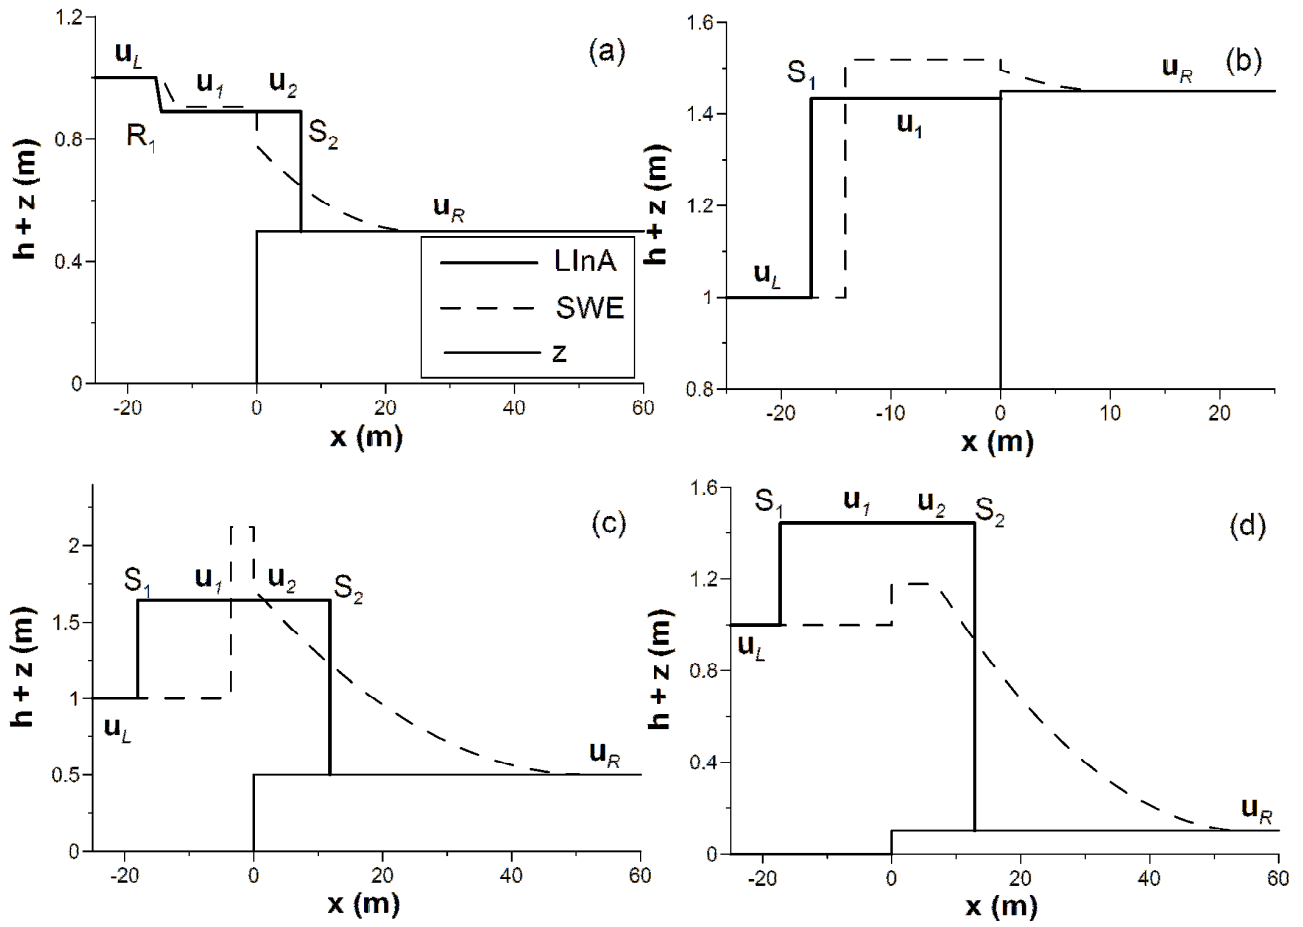 (a)
h + z (m)
1.2
0.8
0.4
0
u_L
u_1
u_2
R_1
S_2
u_R
LInA
SWE
z
-20 0 20 40 60
x (m)
(b)
h + z (m)
1.6
1.4
1.2
1
0.8
S_1
u_1
u_R
u_L
-20 -10 0 10 20
x (m)
(c)
h + z (m)
2
1.5
1
0.5
0
S_1
u_1
u_2
S_2
u_L
u_R
-20 0 20 40 60
x (m)
(d)
h + z (m)
1.6
1.2
0.8
0.4
0
S_1
u_1
u_2
S_2
u_L
u_R
-20 0 20 40 60
x (m)